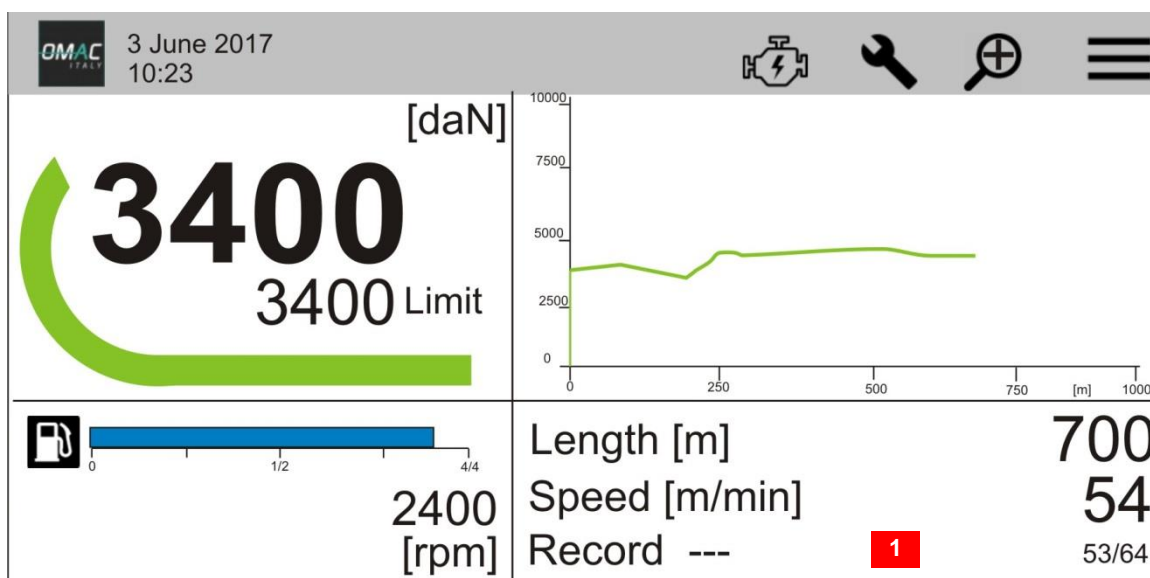 OMAC
ITALY
3 June 2017
10:23
[daN]
3400
3400 Limit
10000
7500
5000
2500
0
0 250 500 750 [m] 1000
0 1/2 4/4
2400
[rpm]
Length [m] 700
Speed [m/min] 54
Record --- 1 53/64